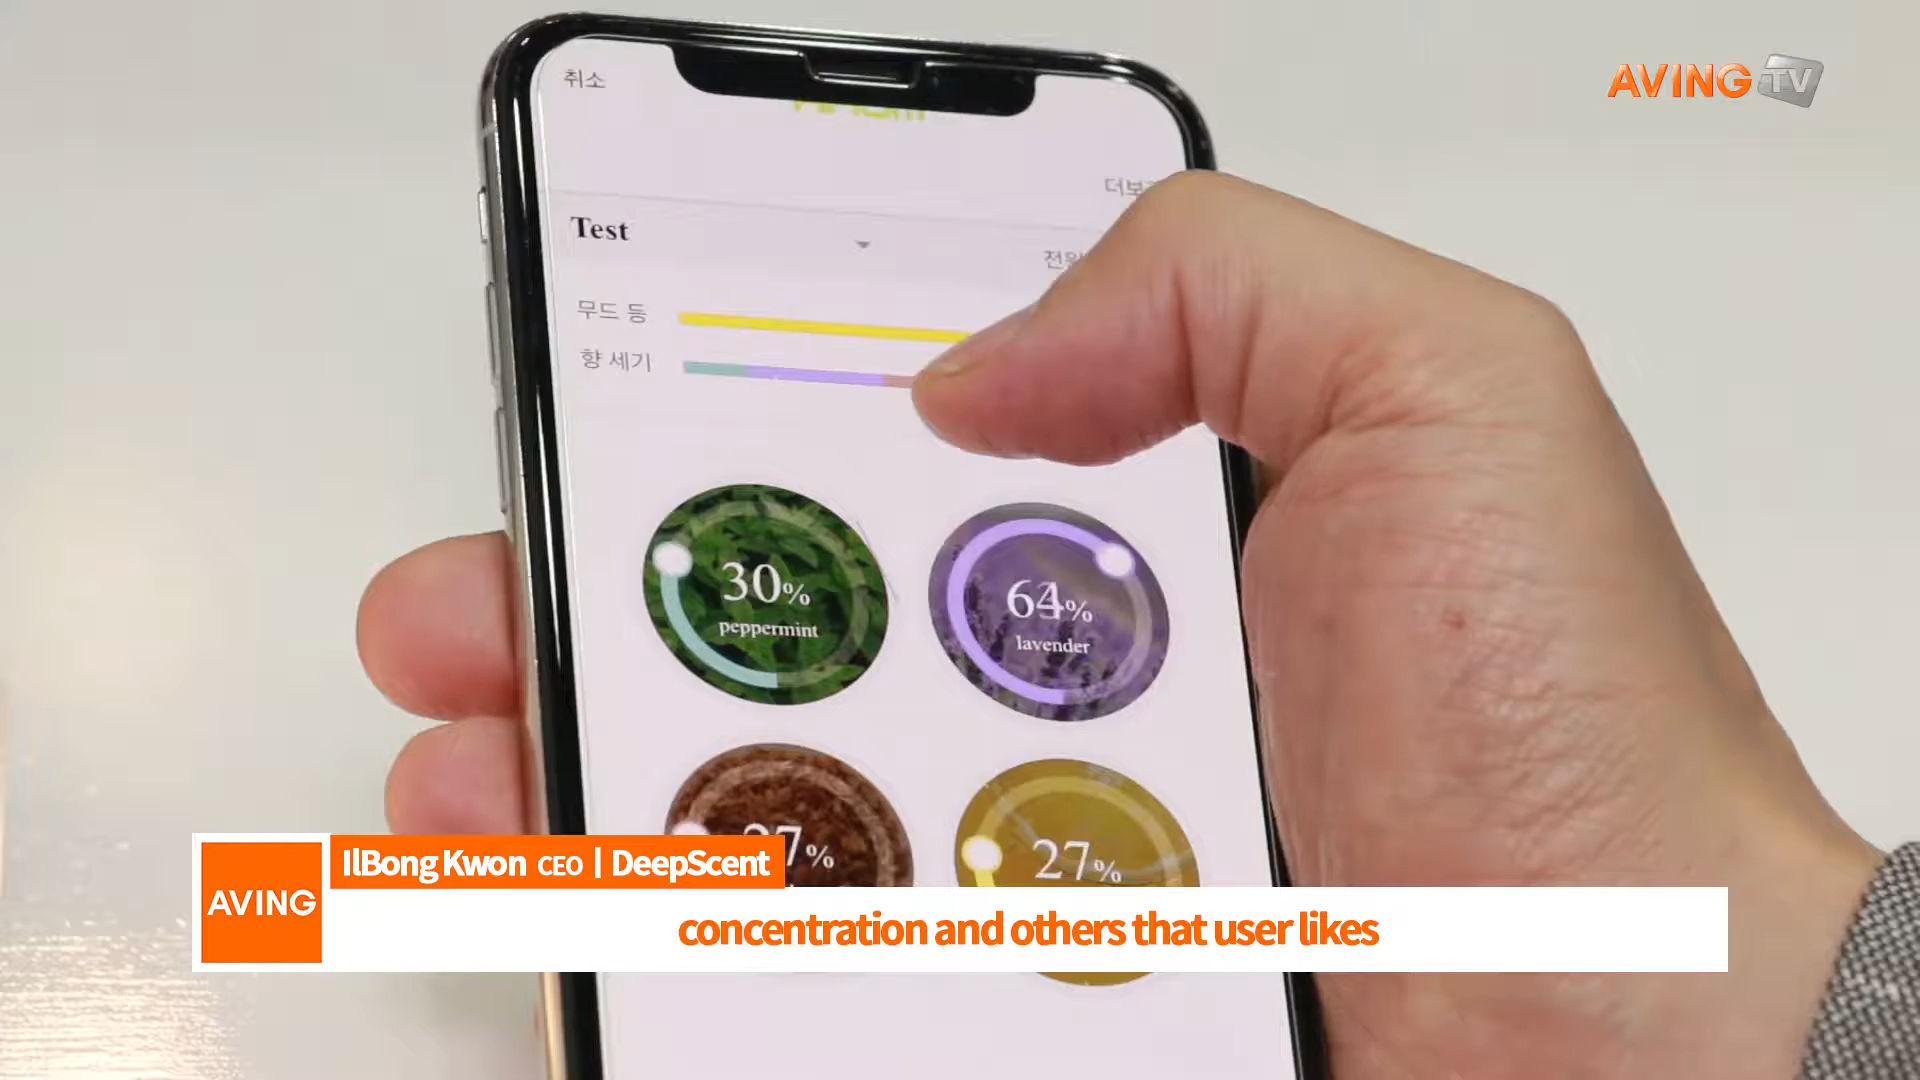 AVING TV
취소
Test
무드 등
향 세기
30%
peppermint
lavender
27%
IlBong Kwon CEO | DeepScent
AVING
concentration and others that user likes